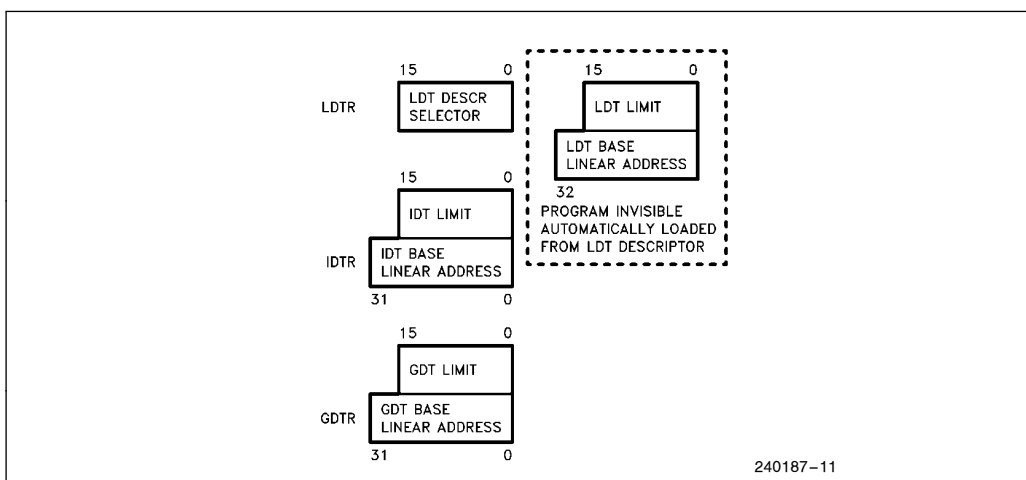 15 0
LDTR
LDT DESCR
SELECTOR
15 0
LDT LIMIT
LDT BASE
LINEAR ADDRESS
32
PROGRAM INVISIBLE
AUTOMATICALLY LOADED
FROM LDT DESCRIPTOR
15 0
IDT LIMIT
IDTR
IDT BASE
LINEAR ADDRESS
31 0
15 0
GDT LIMIT
GDTR
GDT BASE
LINEAR ADDRESS
31 0
240187–11